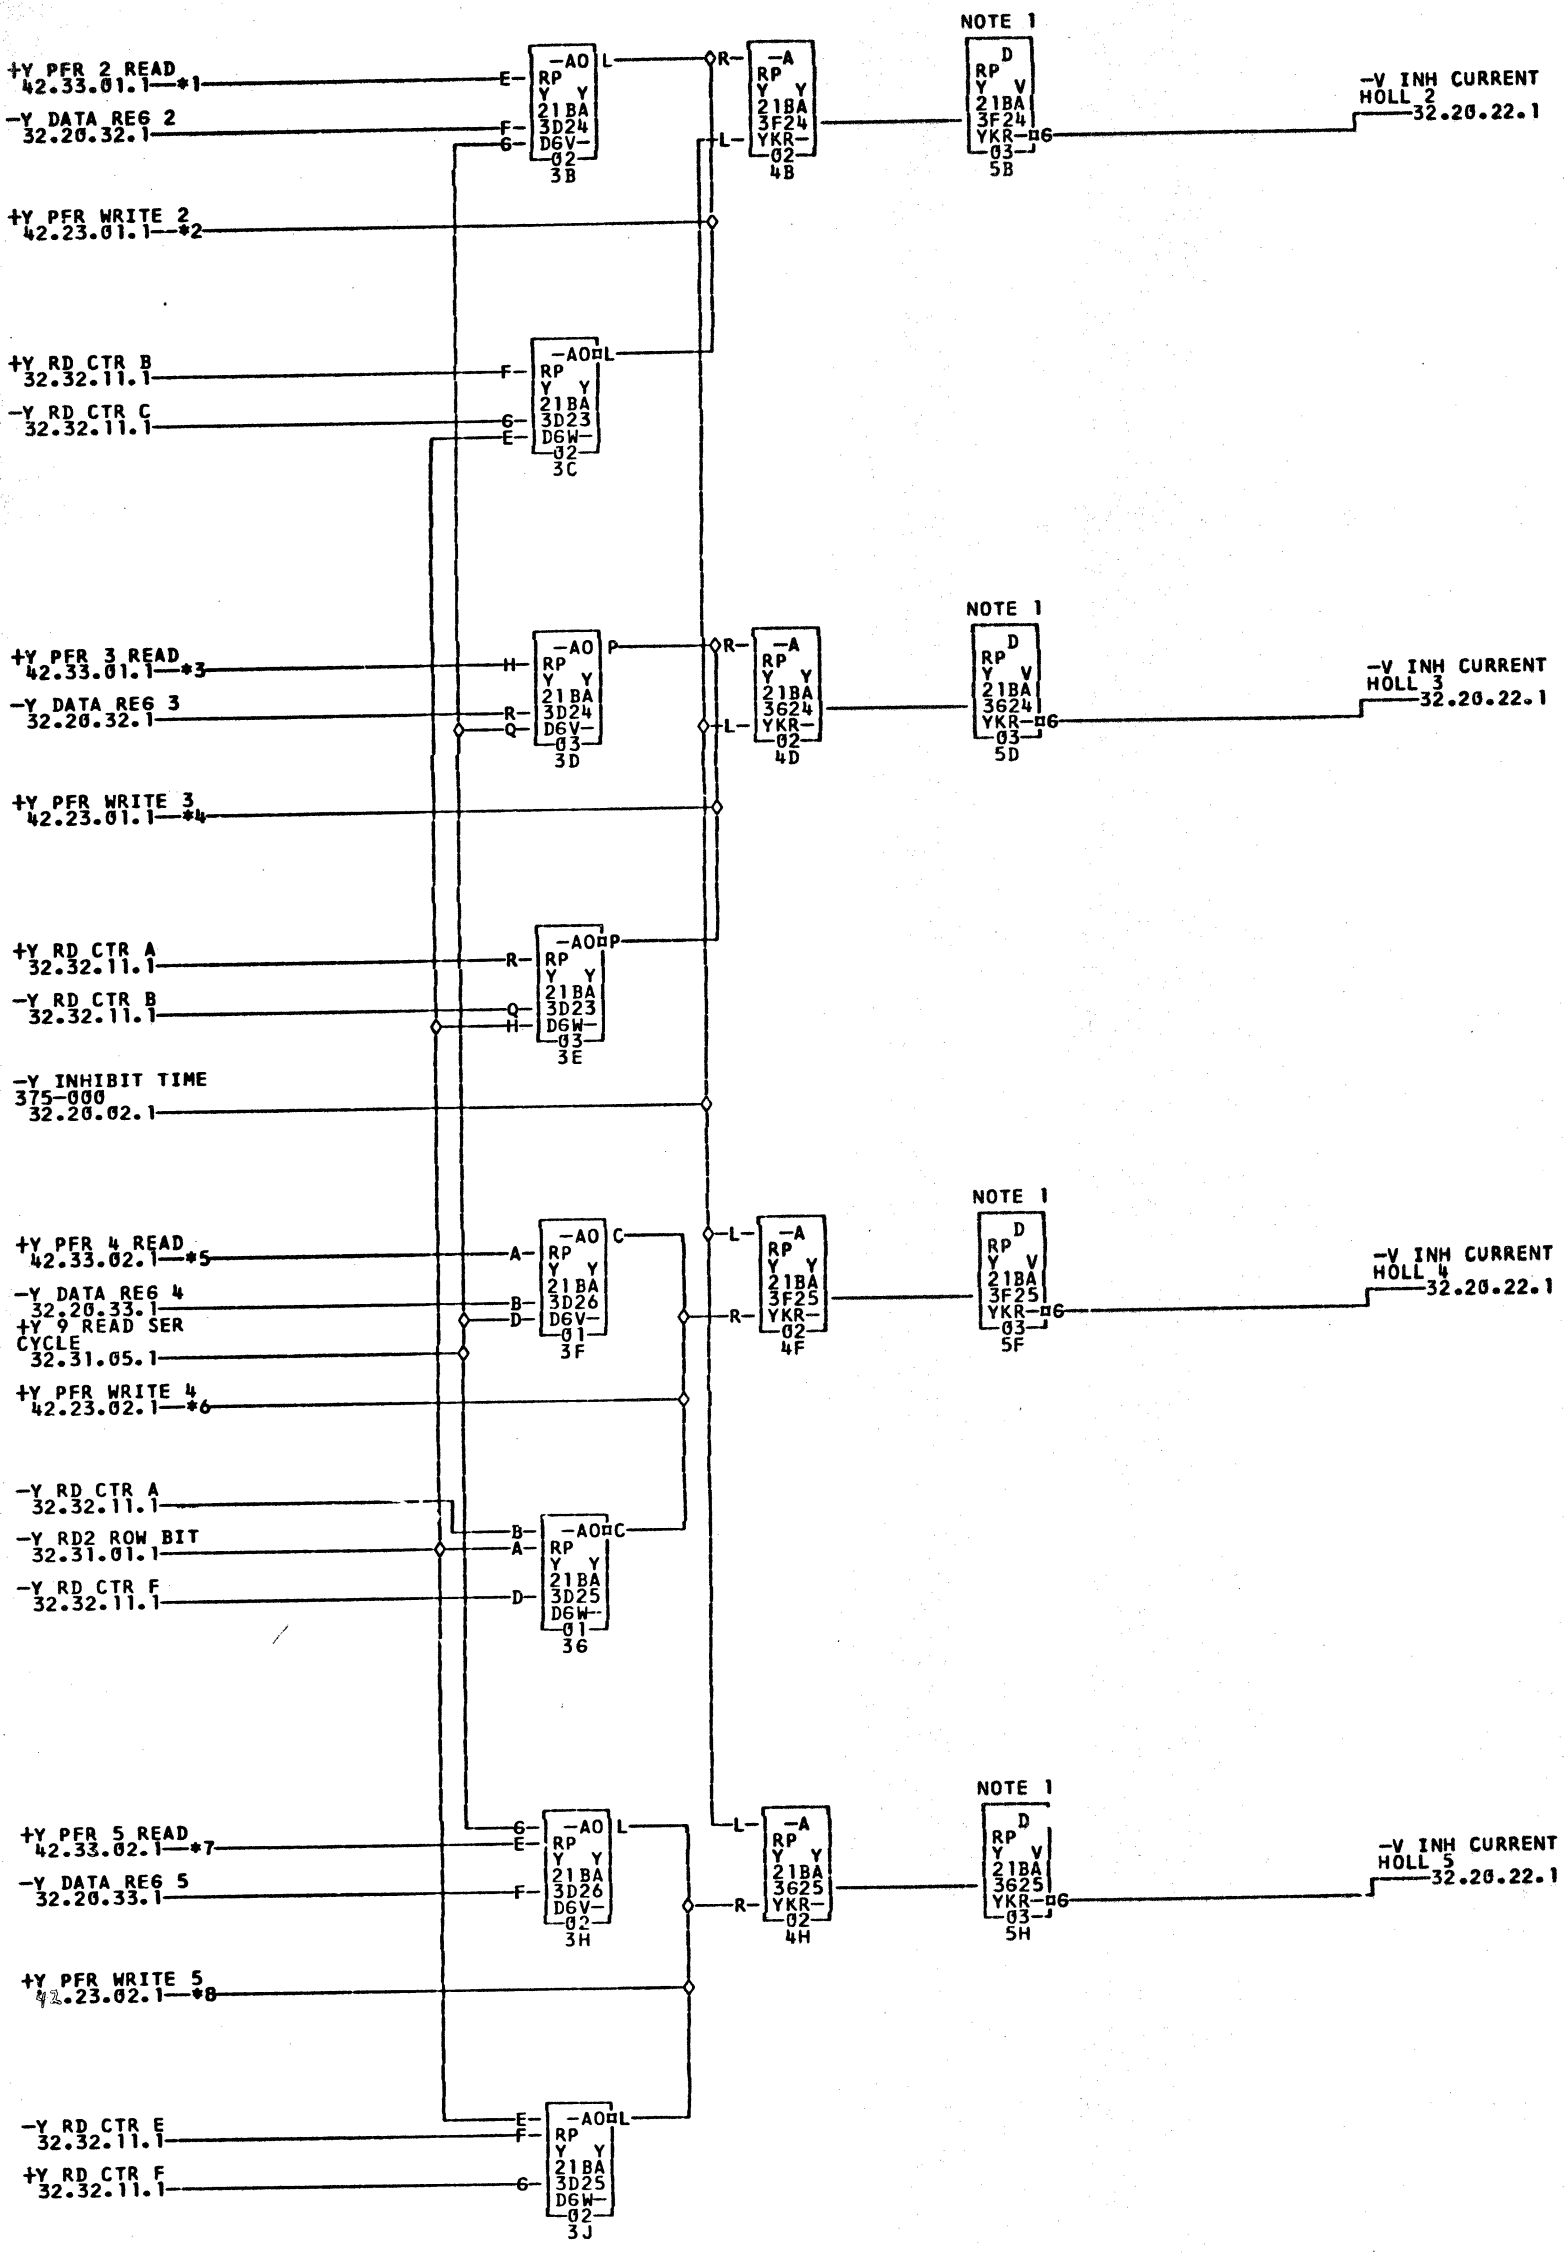 NOTE 1
+Y PFR 2 READ
42.33.01.1—*1
E
-AO
L
RP
Y Y
21BA
3D24
D6V-
02
3B
-Y DATA REG 2
32.20.32.1
F
G
R
-A
RP
Y Y
21BA
3F24
YKR-
02
4B
L
D
RP
Y V
21BA
3F24
YKR-
03
5B
G
-V INH CURRENT
HOLL 2
32.20.22.1
+Y PFR WRITE 2
42.23.01.1—*2
+Y RD CTR B
32.32.11.1
F
-AO
L
RP
Y Y
21BA
3D23
D6W-
02
3C
-Y RD CTR C
32.32.11.1
G
E
NOTE 1
+Y PFR 3 READ
42.33.01.1—*3
H
-AO
P
RP
Y Y
21BA
3D24
D6V-
03
3D
-Y DATA REG 3
32.20.32.1
R
Q
R
-A
RP
Y Y
21BA
3G24
YKR-
02
4D
L
D
RP
Y V
21BA
3G24
YKR-
03
5D
G
-V INH CURRENT
HOLL 3
32.20.22.1
+Y PFR WRITE 3
42.23.01.1—*4
+Y RD CTR A
32.32.11.1
R
-AO
P
RP
Y Y
21BA
3D23
D6W-
03
3E
-Y RD CTR B
32.32.11.1
Q
H
-Y INHIBIT TIME
375-000
32.20.02.1
NOTE 1
+Y PFR 4 READ
42.33.02.1—*5
A
-AO
C
RP
Y Y
21BA
3D26
D6V-
01
3F
-Y DATA REG 4
32.20.33.1
B
D
+Y 9 READ SER
CYCLE
32.31.05.1
L
-A
RP
Y Y
21BA
3F25
YKR-
02
4F
R
D
RP
Y V
21BA
3F25
YKR-
03
5F
G
-V INH CURRENT
HOLL 4
32.20.22.1
+Y PFR WRITE 4
42.23.02.1—*6
-Y RD CTR A
32.32.11.1
B
-AO
C
RP
Y Y
21BA
3D25
D6W-
01
3G
-Y RD2 ROW BIT
32.31.01.1
A
-Y RD CTR F
32.32.11.1
D
NOTE 1
+Y PFR 5 READ
42.33.02.1—*7
G
E
-AO
L
RP
Y Y
21BA
3D26
D6V-
02
3H
-Y DATA REG 5
32.20.33.1
F
L
-A
RP
Y Y
21BA
3G25
YKR-
02
4H
R
D
RP
Y V
21BA
3G25
YKR-
03
5H
G
-V INH CURRENT
HOLL 5
32.20.22.1
+Y PFR WRITE 5
42.23.02.1—*8
-Y RD CTR E
32.32.11.1
E
F
-AO
L
RP
Y Y
21BA
3D25
D6W-
02
3J
+Y RD CTR F
32.32.11.1
G